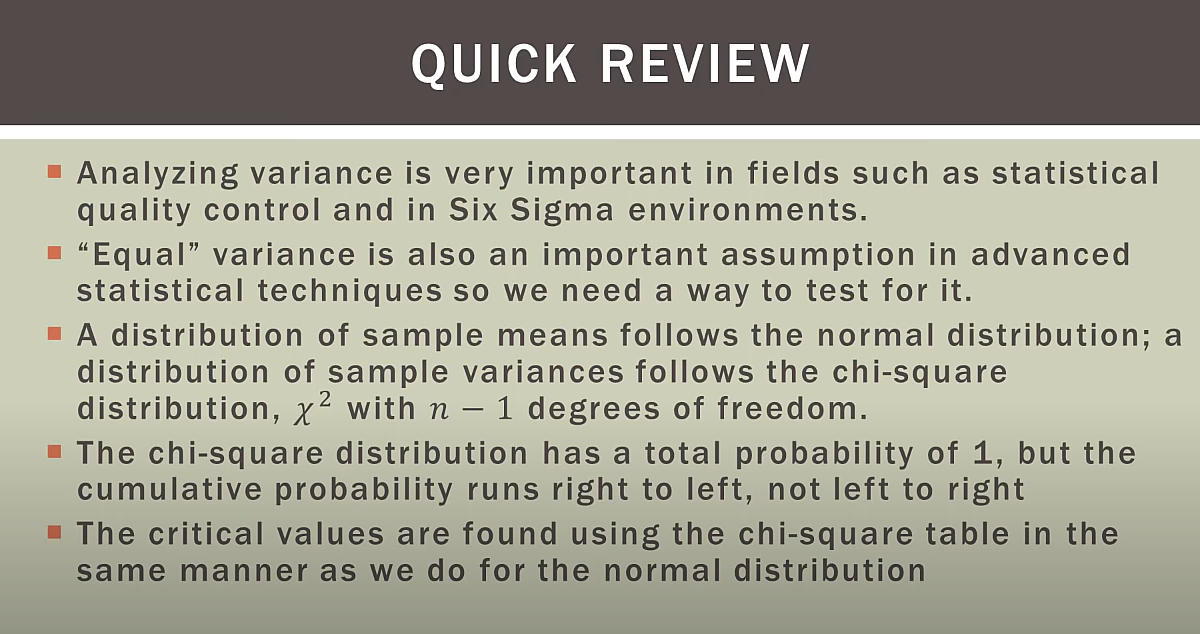 QUICK REVIEW
Analyzing variance is very important in fields such as statistical
quality control and in Six Sigma environments.
“Equal” variance is also an important assumption in advanced
statistical techniques so we need a way to test for it.
A distribution of sample means follows the normal distribution; a
distribution of sample variances follows the chi-square
distribution, χ² with n − 1 degrees of freedom.
The chi-square distribution has a total probability of 1, but the
cumulative probability runs right to left, not left to right
The critical values are found using the chi-square table in the
same manner as we do for the normal distribution